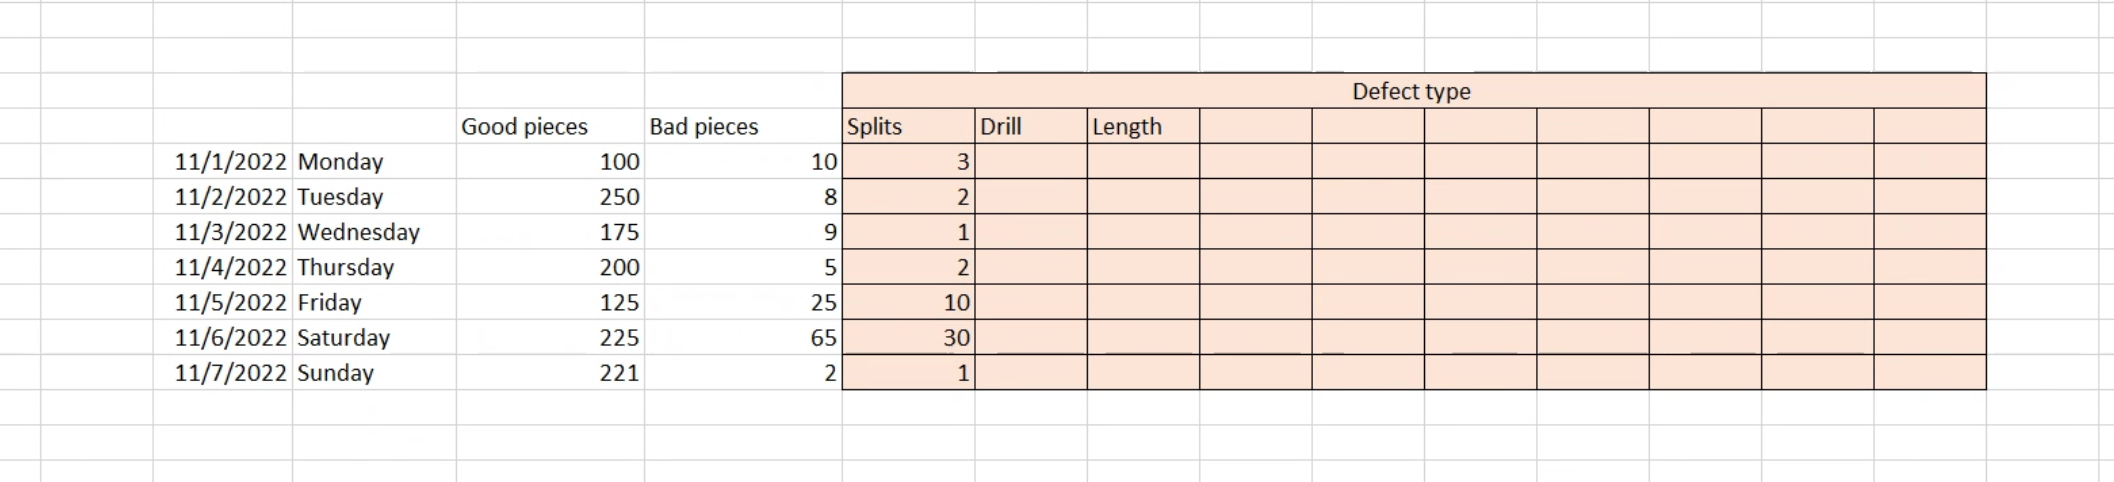 Defect type
Good pieces Bad pieces Splits Drill Length
11/1/2022 Monday 100 10 3
11/2/2022 Tuesday 250 8 2
11/3/2022 Wednesday 175 9 1
11/4/2022 Thursday 200 5 2
11/5/2022 Friday 125 25 10
11/6/2022 Saturday 225 65 30
11/7/2022 Sunday 221 2 1